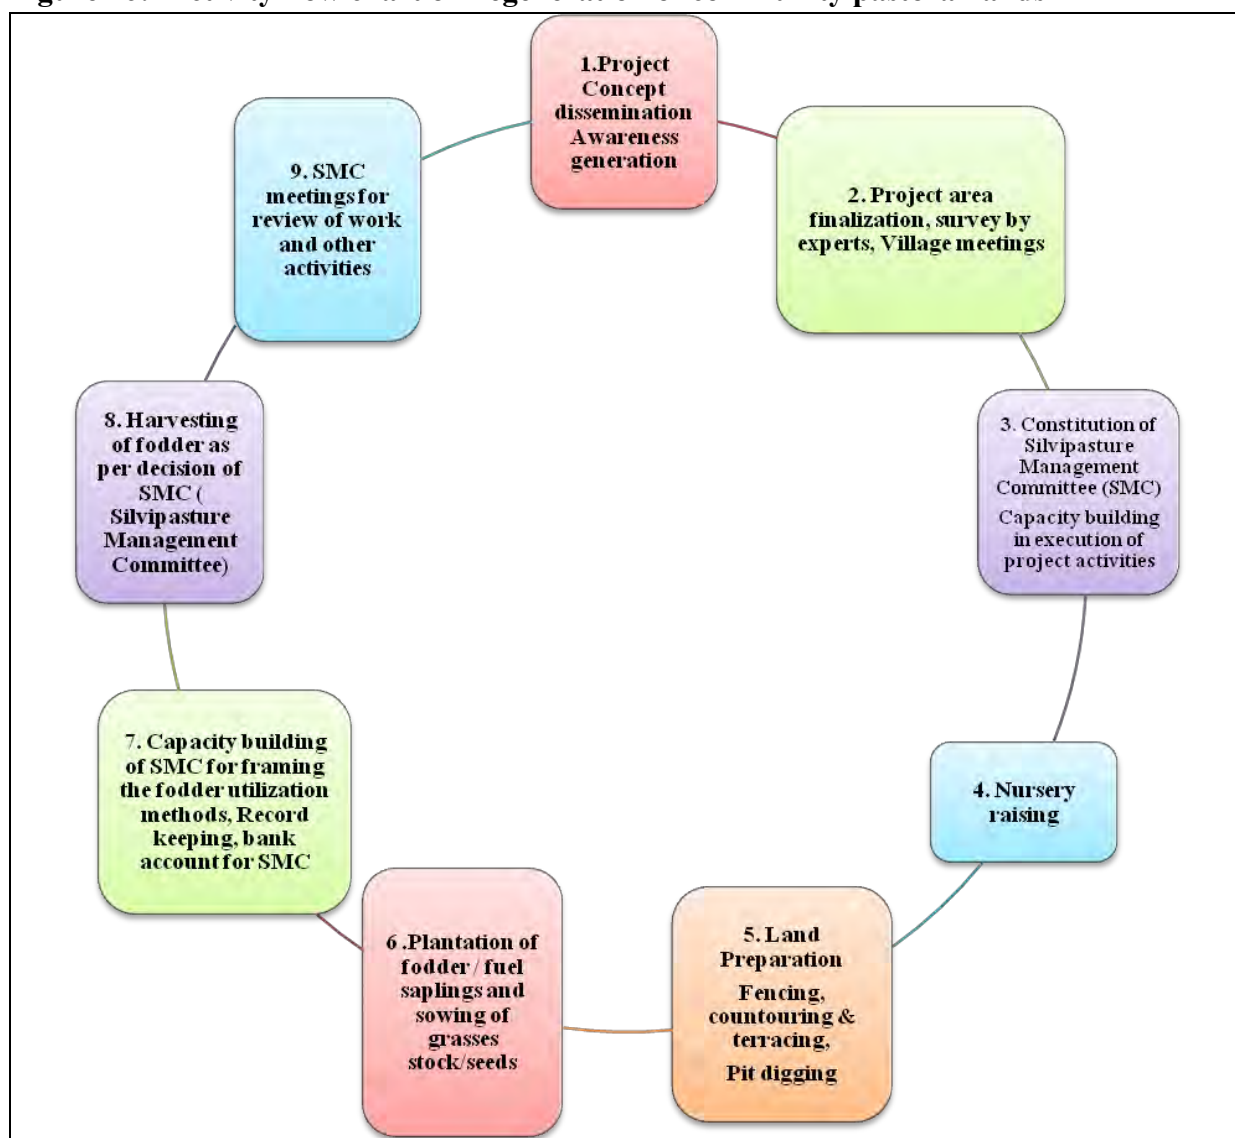 1.Project
Concept
dissemination
Awareness
generation
2. Project area
finalization, survey by
experts, Village meetings
3. Constitution of
Silvipasture
Management
Committee (SMC)
Capacity building
in execution of
project activities
4. Nursery
raising
5. Land
Preparation
Fencing,
countouring &
terracing,
Pit digging
6 .Plantation of
fodder / fuel
saplings and
sowing of
grasses
stock/seeds
7. Capacity building
of SMC for framing
the fodder utilization
methods, Record
keeping, bank
account for SMC
8. Harvesting
of fodder as
per decision of
SMC (
Silvipasture
Management
Committee)
9. SMC
meetings for
review of work
and other
activities